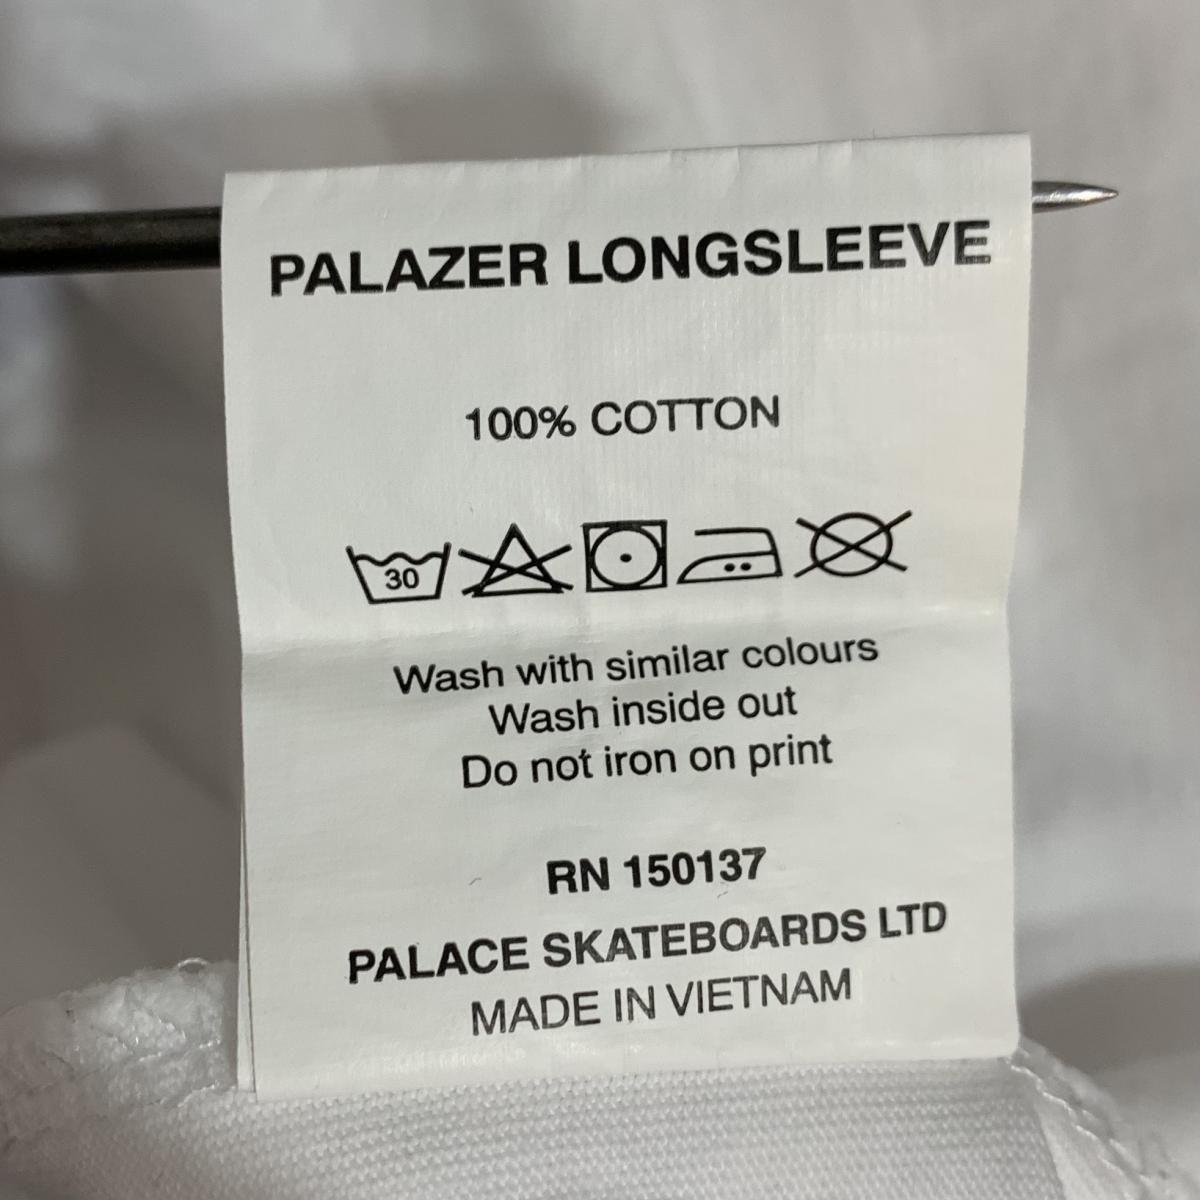 PALAZER LONGSLEEVE
100% COTTON
30
Wash with similar colours
Wash inside out
Do not iron on print
RN 150137
PALACE SKATEBOARDS LTD
MADE IN VIETNAM